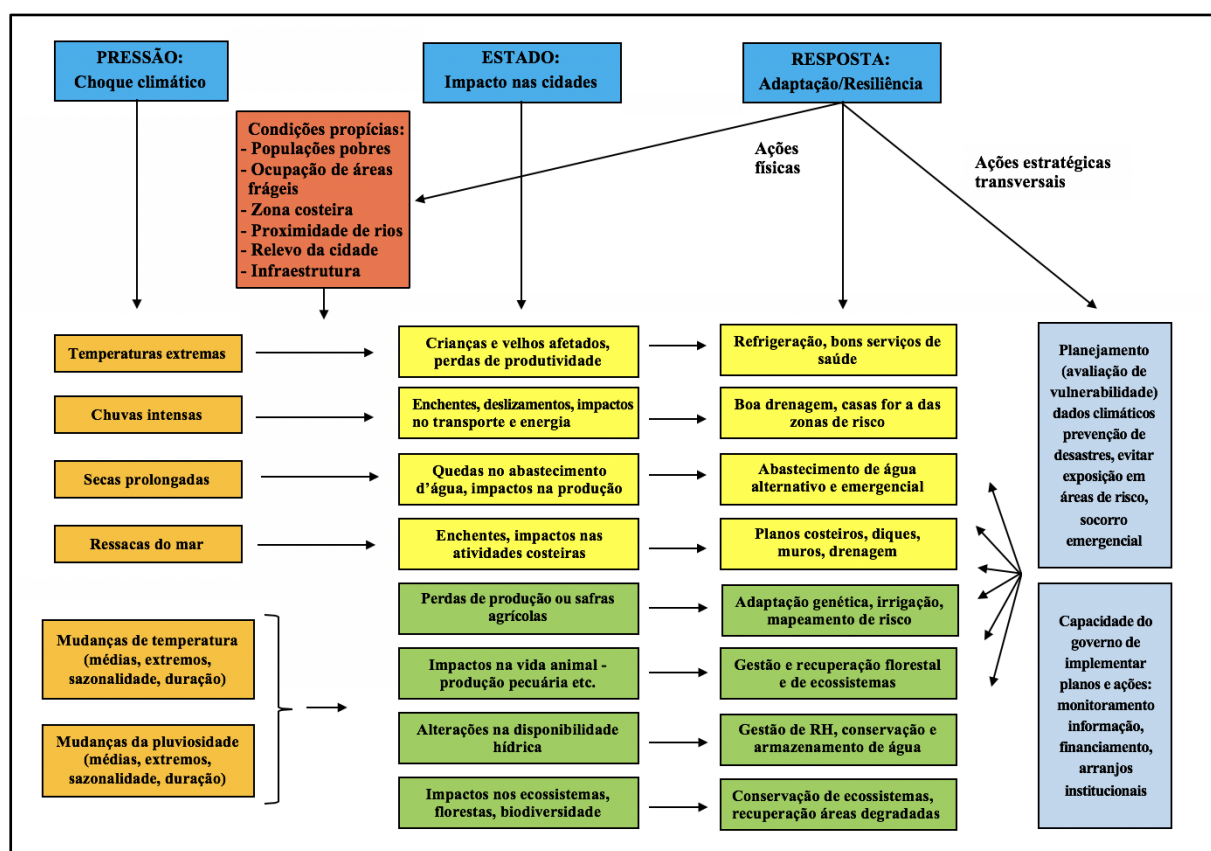 PRESSÃO:
Choque climático
ESTADO:
Impacto nas cidades
RESPOSTA:
Adaptação/Resiliência
Condições propícias:
- Populações pobres
- Ocupação de áreas
frágeis
- Zona costeira
- Proximidade de rios
- Relevo da cidade
- Infraestrutura
Ações
físicas
Ações estratégicas
transversais
Temperaturas extremas
Crianças e velhos afetados,
perdas de produtividade
Refrigeração, bons serviços de
saúde
Chuvas intensas
Enchentes, deslizamentos, impactos
no transporte e energia
Boa drenagem, casas for a das
zonas de risco
Secas prolongadas
Quedas no abastecimento
d’água, impactos na produção
Abastecimento de água
alternativo e emergencial
Ressacas do mar
Enchentes, impactos nas
atividades costeiras
Planos costeiros, diques,
muros, drenagem
Mudanças de temperatura
(médias, extremos,
sazonalidade, duração)
Mudanças da pluviosidade
(médias, extremos,
sazonalidade, duração)
Perdas de produção ou safras
agrícolas
Adaptação genética, irrigação,
mapeamento de risco
Impactos na vida animal -
produção pecuária etc.
Gestão e recuperação florestal
e de ecossistemas
Alterações na disponibilidade
hídrica
Gestão de RH, conservação e
armazenamento de água
Impactos nos ecossistemas,
florestas, biodiversidade
Conservação de ecossistemas,
recuperação áreas degradadas
Planejamento
(avaliação de
vulnerabilidade)
dados climáticos
prevenção de
desastres, evitar
exposição em
áreas de risco,
socorro
emergencial
Capacidade do
governo de
implementar
planos e ações:
monitoramento
informação,
financiamento,
arranjos
institucionais